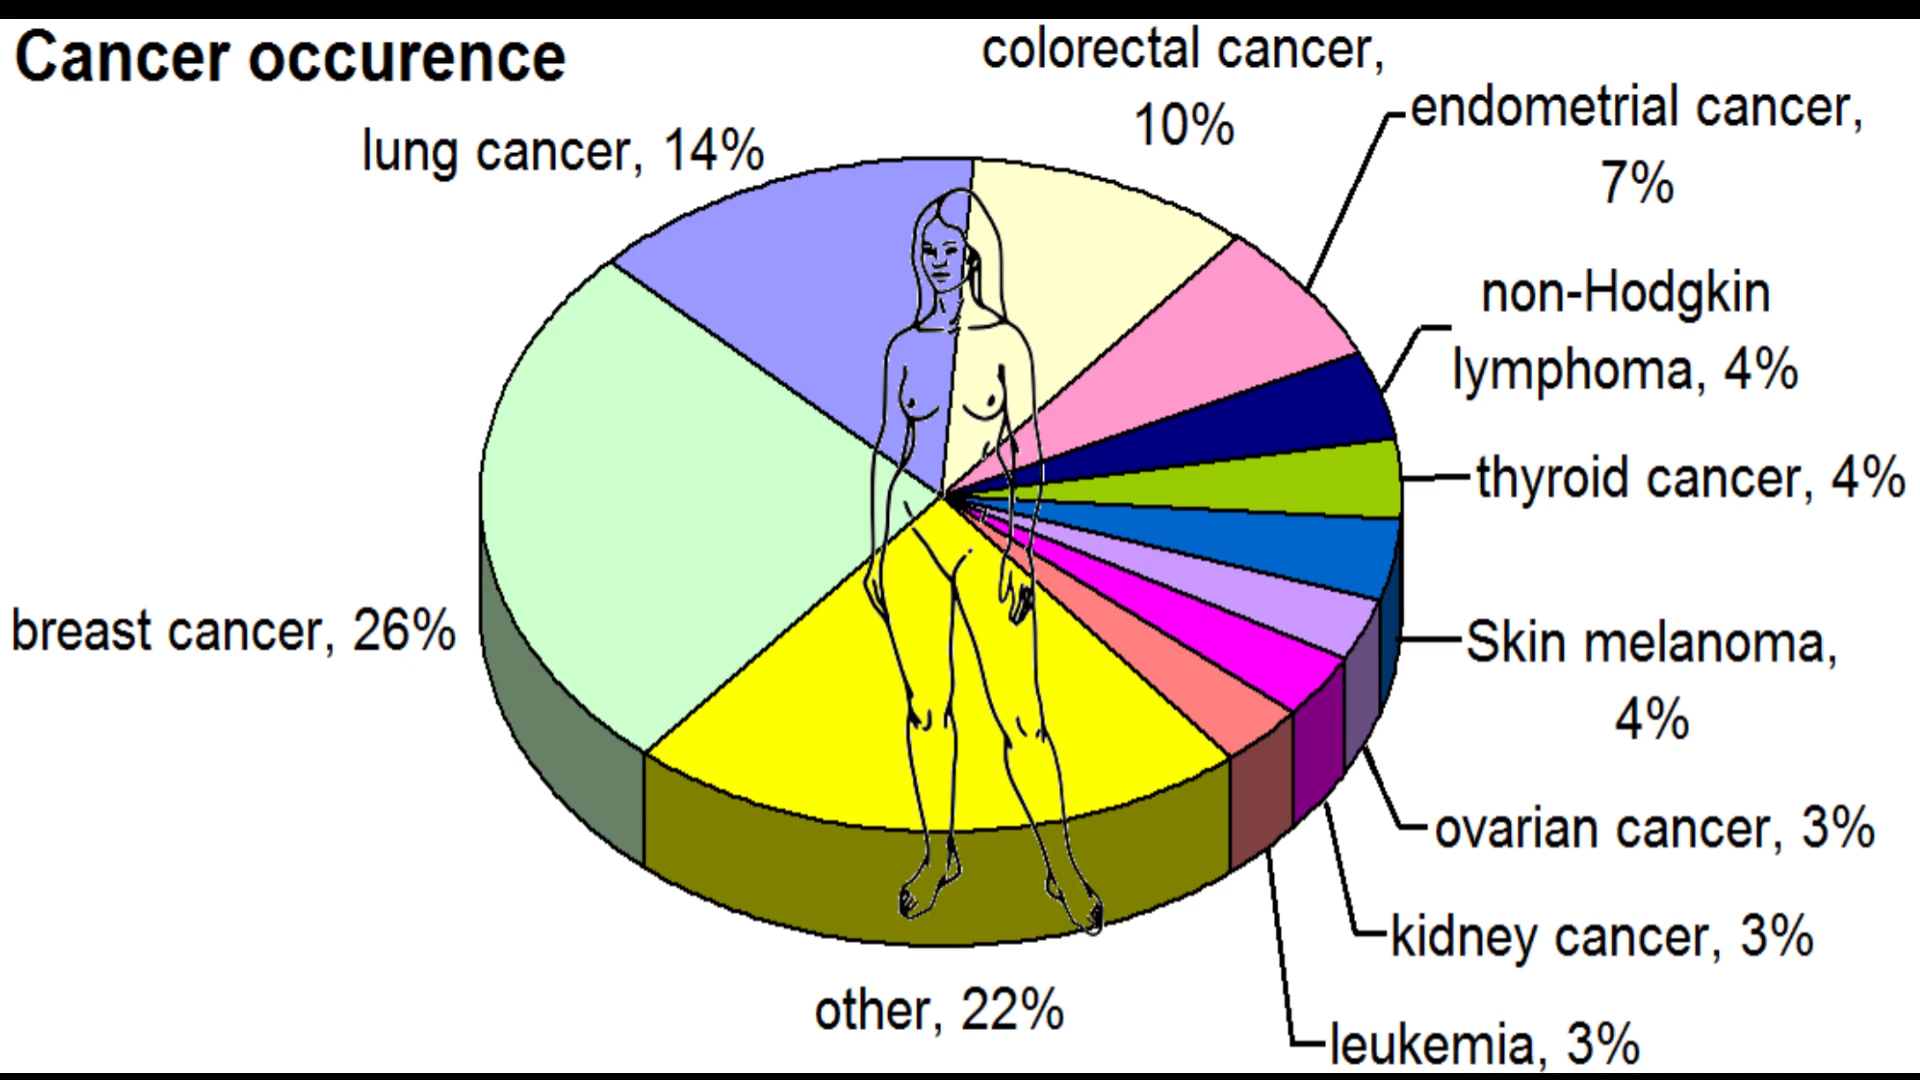 Cancer occurence
colorectal cancer,
10%
endometrial cancer,
7%
lung cancer, 14%
non-Hodgkin
lymphoma, 4%
thyroid cancer, 4%
breast cancer, 26%
Skin melanoma,
4%
ovarian cancer, 3%
kidney cancer, 3%
other, 22%
leukemia, 3%